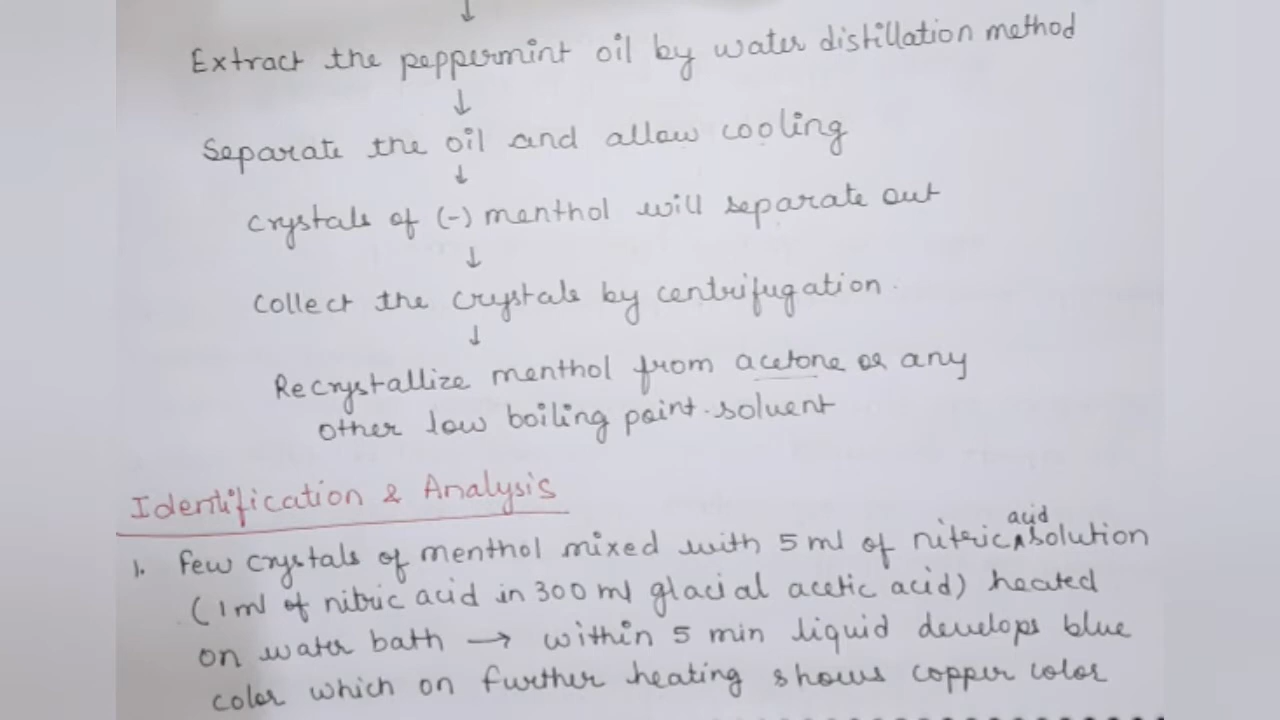 ↓
Extract the peppermint oil by water distillation method
↓
Separate the oil and allow cooling
↓
Crystals of (-) menthol will separate out
↓
Collect the crystals by centrifugation.
↓
Recrystallize menthol from acetone or any
other low boiling point solvent
Identification & Analysis
1. Few crystals of menthol mixed with 5 ml of nitric acid solution
(1 ml of nitric acid in 300 ml glacial acetic acid) heated
on water bath → within 5 min liquid develops blue
color which on further heating shows copper color